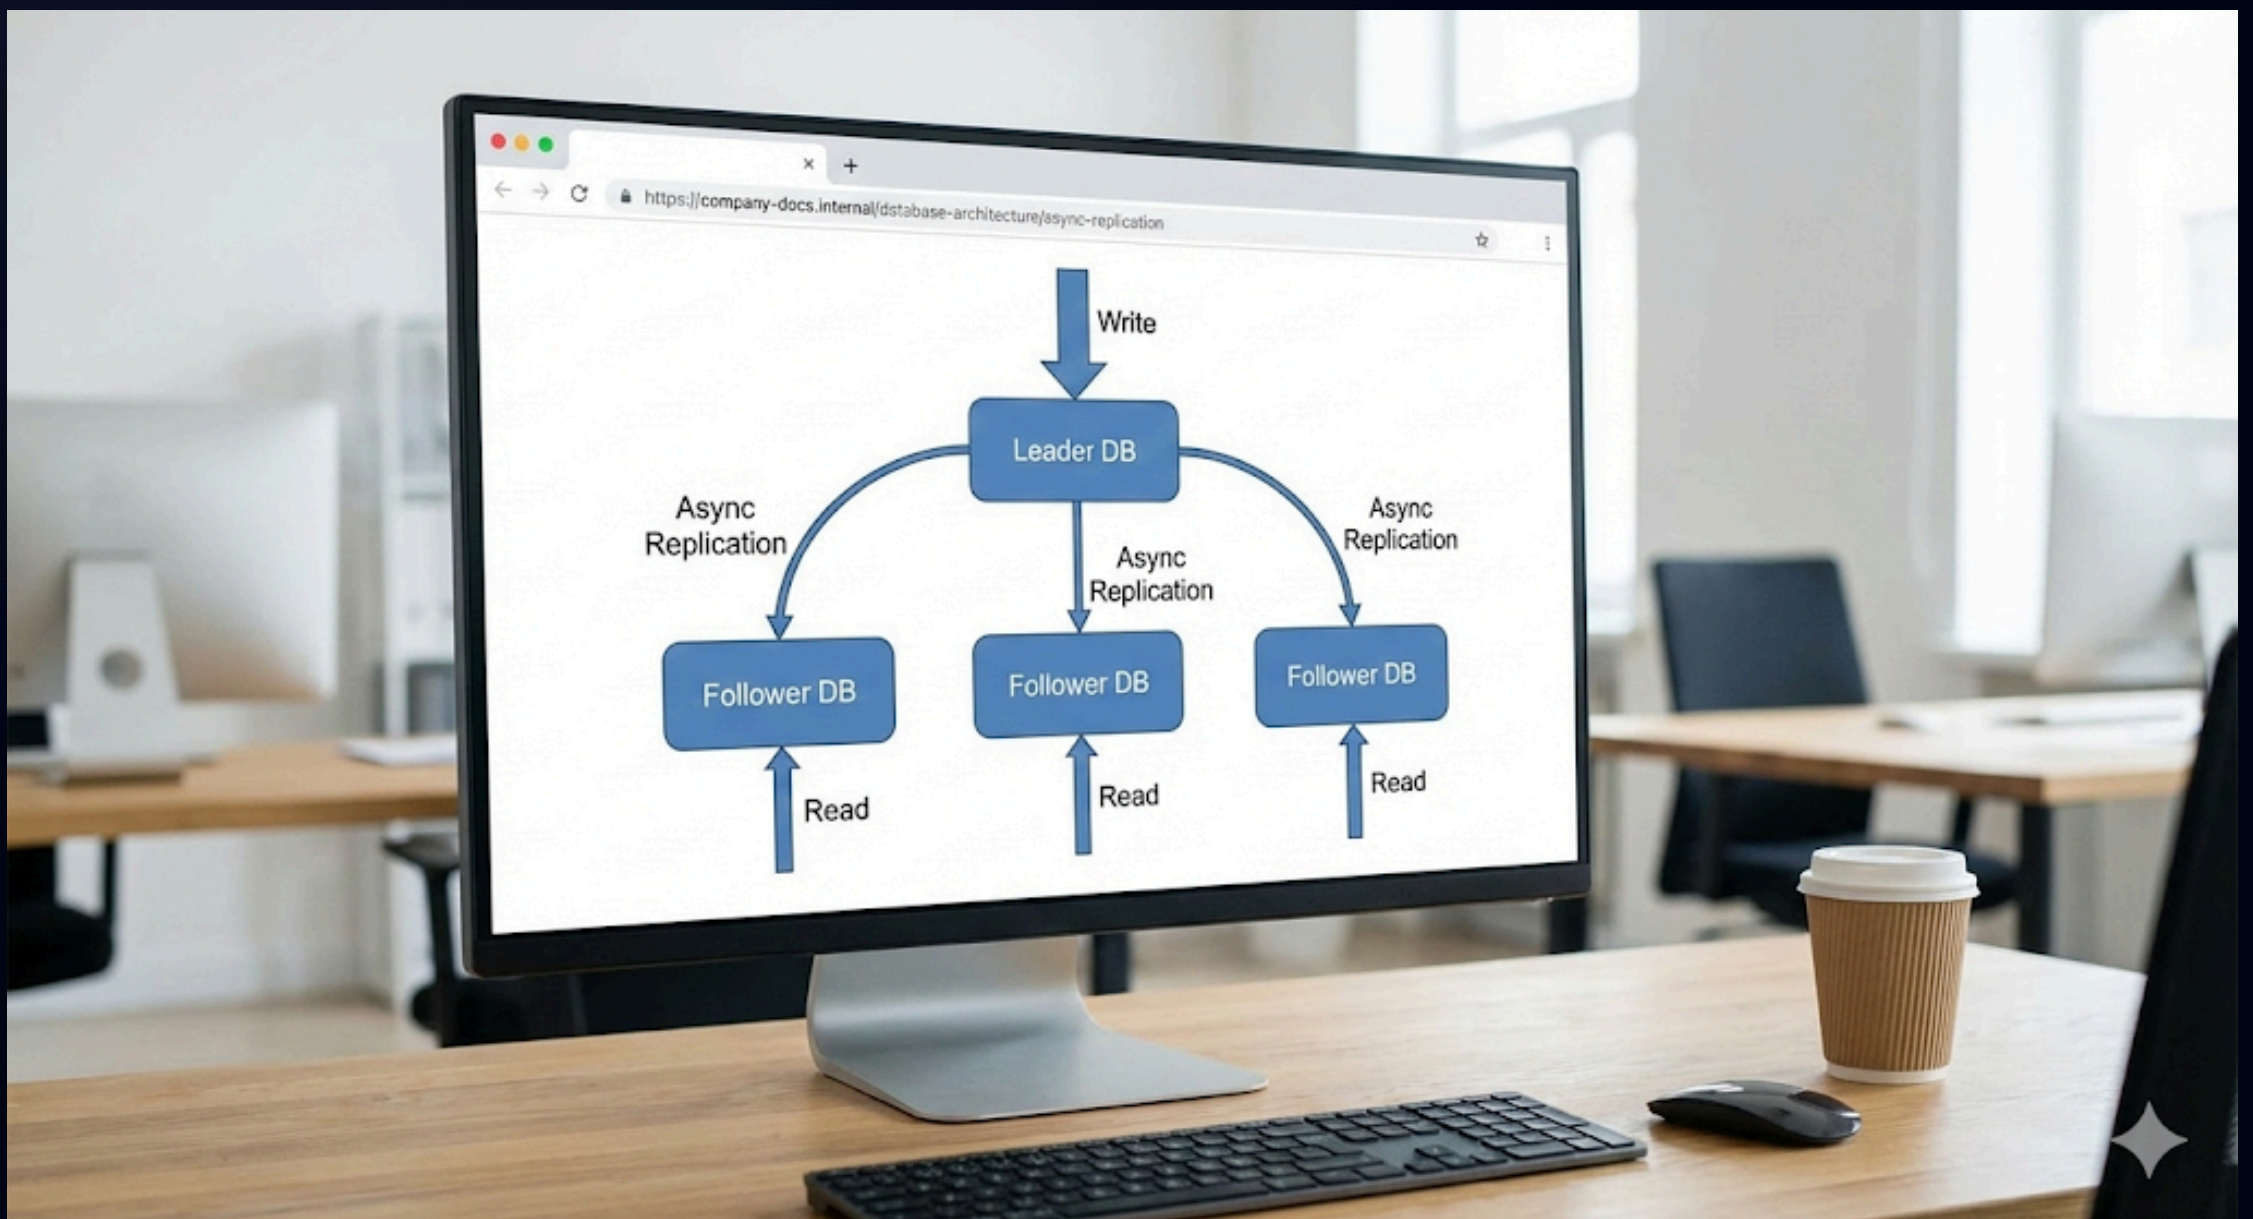 https://company-docs.internal/dstabase-architecture/async-replication
Write
Leader DB
Async
Replication
Async
Replication
Async
Replication
Follower DB
Follower DB
Follower DB
Read
Read
Read